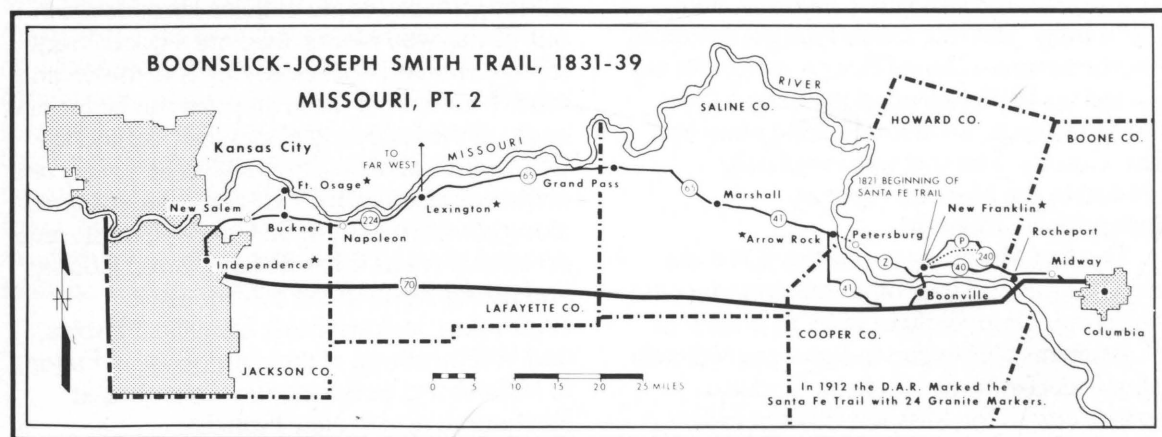 BOONSLICK-JOSEPH SMITH TRAIL, 1831-39
MISSOURI, PT. 2
RIVER
SALINE CO.
HOWARD CO.
BOONE CO.
Kansas City
TO
FAR WEST
MISSOURI
Ft. Osage★
65
Grand Pass
1821 BEGINNING OF
SANTA FE TRAIL
New Salem
Lexington★
65
Marshall
New Franklin★
Buckner
224
Napoleon
41
★Arrow Rock
Petersburg
P
Rocheport
240
Z
40
Midway
Independence★
N
70
41
Boonville
LAFAYETTE CO.
COOPER CO.
Columbia
JACKSON CO.
0 5 10 15 20 25 MILES
In 1912 the D.A.R. Marked the
Santa Fe Trail with 24 Granite Markers.